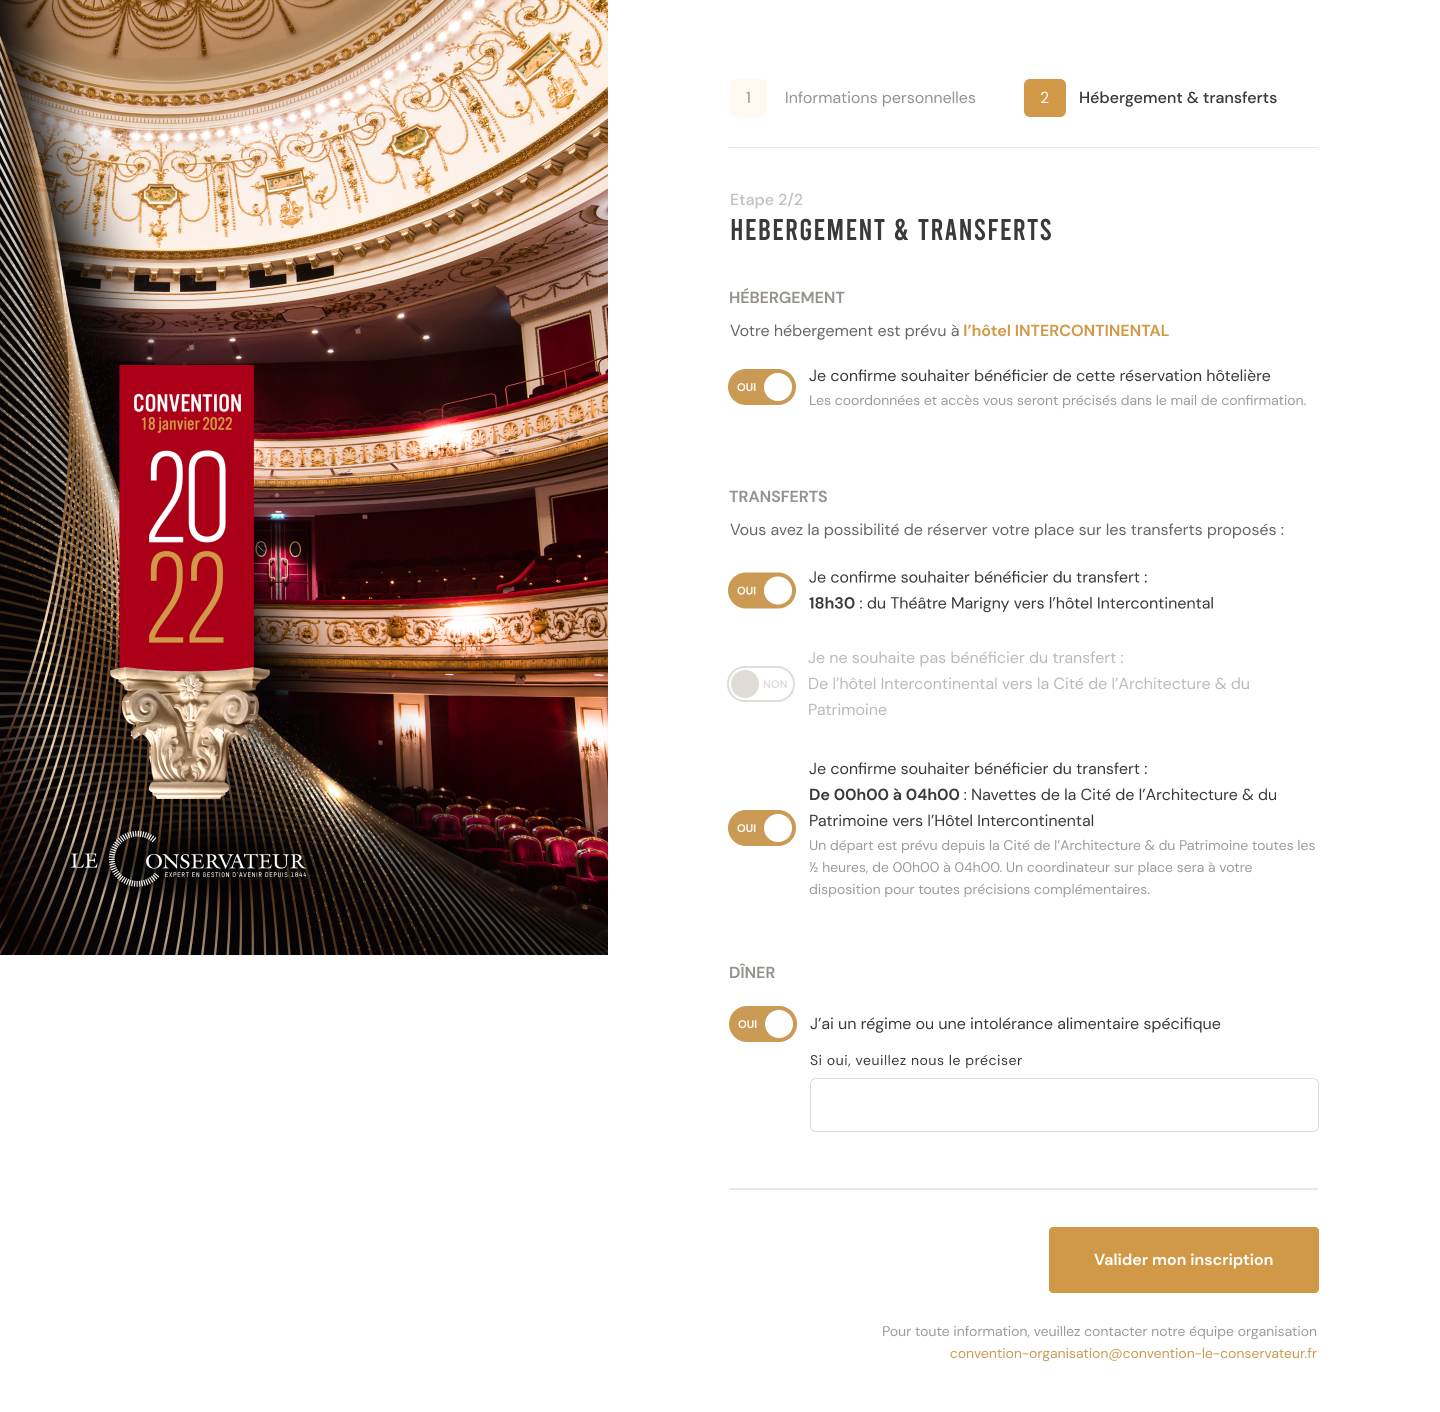 CONVENTION
18 janvier 2022
20
22
LE CONSERVATEUR
EXPERT EN GESTION D'AVENIR DEPUIS 1844
1 Informations personnelles 2 Hébergement & transferts
Etape 2/2
HEBERGEMENT & TRANSFERTS
HÉBERGEMENT
Votre hébergement est prévu à l’hôtel INTERCONTINENTAL
OUI Je confirme souhaiter bénéficier de cette réservation hôtelière
Les coordonnées et accès vous seront précisés dans le mail de confirmation.
TRANSFERTS
Vous avez la possibilité de réserver votre place sur les transferts proposés :
Je confirme souhaiter bénéficier du transfert :
OUI
18h30 : du Théâtre Marigny vers l’hôtel Intercontinental
Je ne souhaite pas bénéficier du transfert :
NON De l’hôtel Intercontinental vers la Cité de l’Architecture & du
Patrimoine
Je confirme souhaiter bénéficier du transfert :
De 00h00 à 04h00 : Navettes de la Cité de l’Architecture & du
OUI Patrimoine vers l’Hôtel Intercontinental
Un départ est prévu depuis la Cité de l’Architecture & du Patrimoine toutes les
½ heures, de 00h00 à 04h00. Un coordinateur sur place sera à votre
disposition pour toutes précisions complémentaires.
DÎNER
OUI J’ai un régime ou une intolérance alimentaire spécifique
Si oui, veuillez nous le préciser
Valider mon inscription
Pour toute information, veuillez contacter notre équipe organisation
convention-organisation@convention-le-conservateur.fr